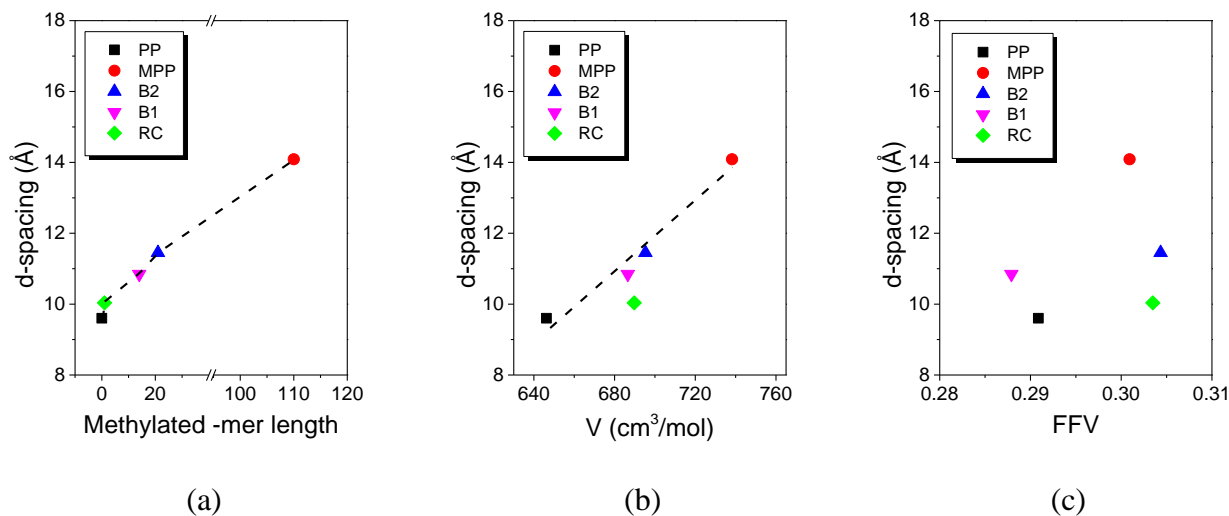 18
16
14
12
10
8
d-spacing (Å)
PP
MPP
B2
B1
RC
0 20 100 110 120
Methylated -mer length
(a)
18
16
14
12
10
8
d-spacing (Å)
PP
MPP
B2
B1
RC
640 680 720 760
V (cm³/mol)
(b)
18
16
14
12
10
8
d-spacing (Å)
PP
MPP
B2
B1
RC
0.28 0.29 0.30 0.31
FFV
(c)